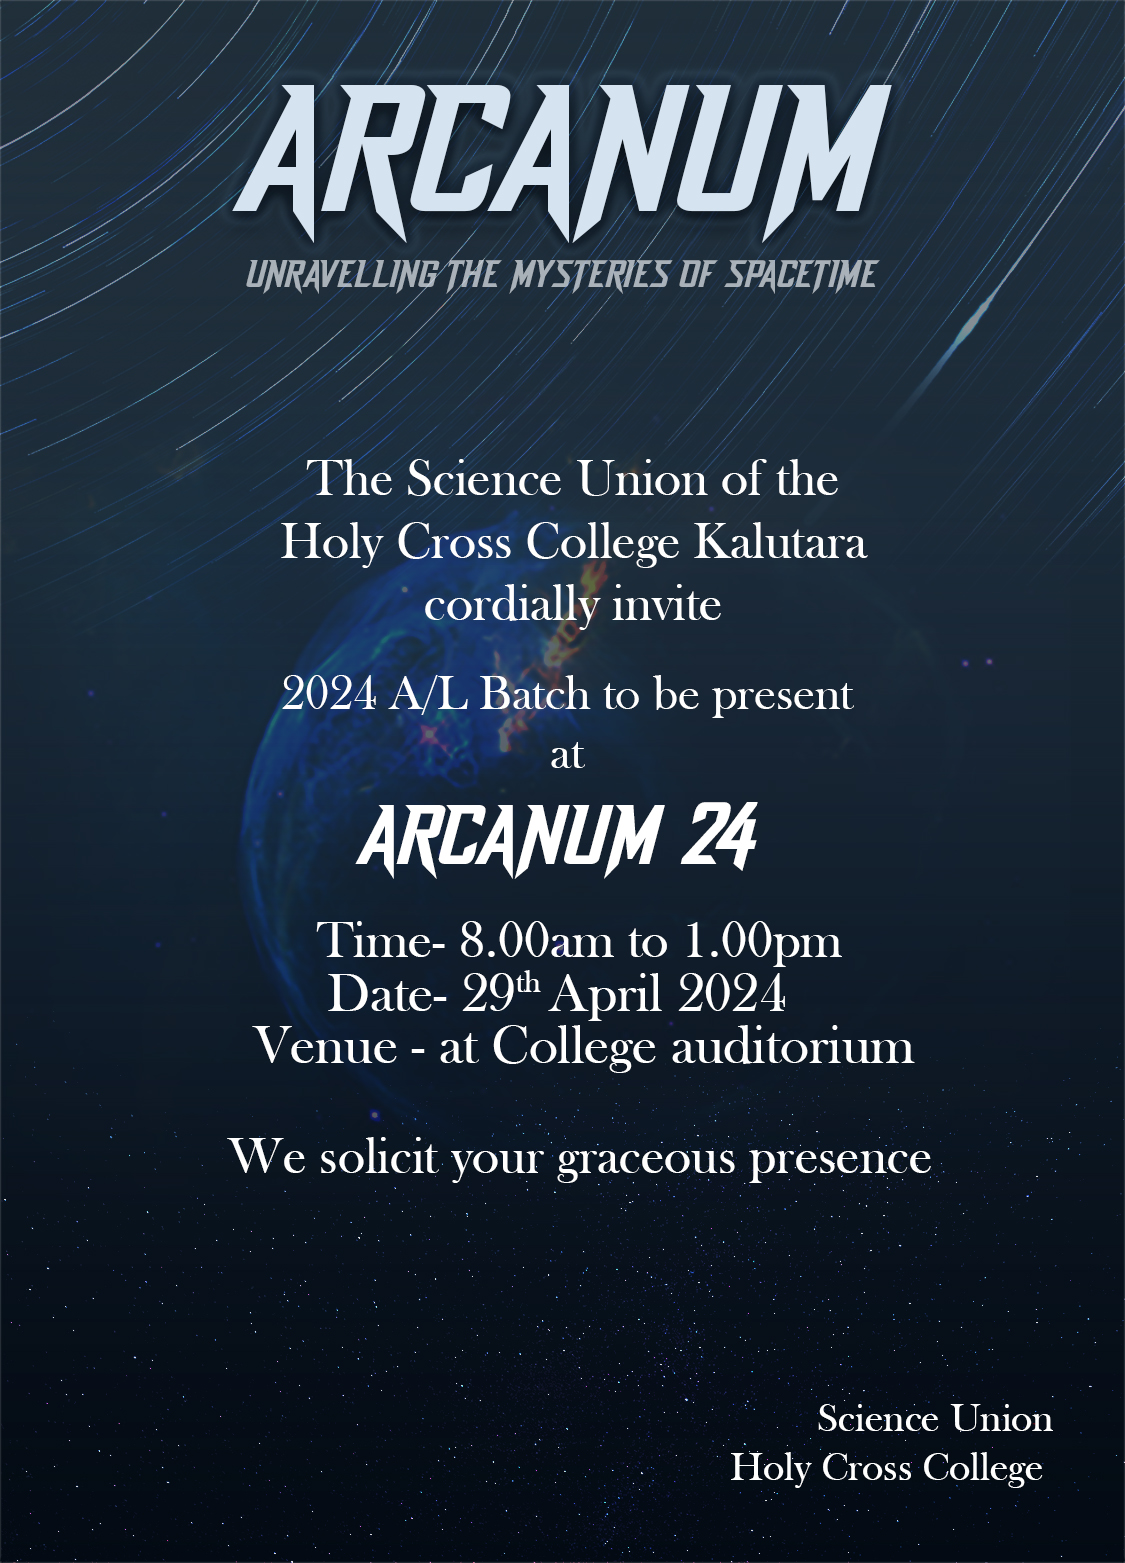 ARCANUM
UNRAVELLING THE MYSTERIES OF SPACETIME
The Science Union of the
Holy Cross College Kalutara
cordially invite
2024 A/L Batch to be present
at
ARCANUM 24
Time- 8.00am to 1.00pm
Date- 29th April 2024
Venue - at College auditorium
We solicit your graceous presence
Science Union
Holy Cross College